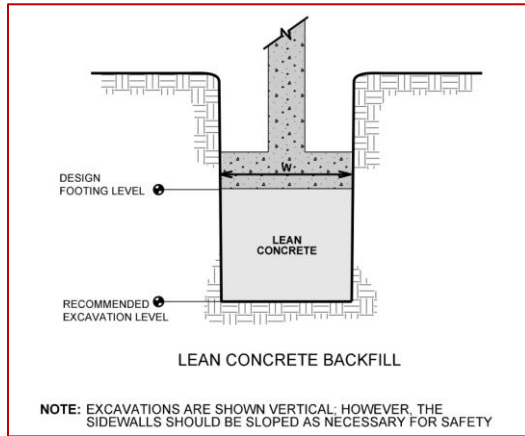 N
DESIGN
FOOTING LEVEL
W
LEAN
CONCRETE
RECOMMENDED
EXCAVATION LEVEL
LEAN CONCRETE BACKFILL
NOTE: EXCAVATIONS ARE SHOWN VERTICAL; HOWEVER, THE
SIDEWALLS SHOULD BE SLOPED AS NECESSARY FOR SAFETY